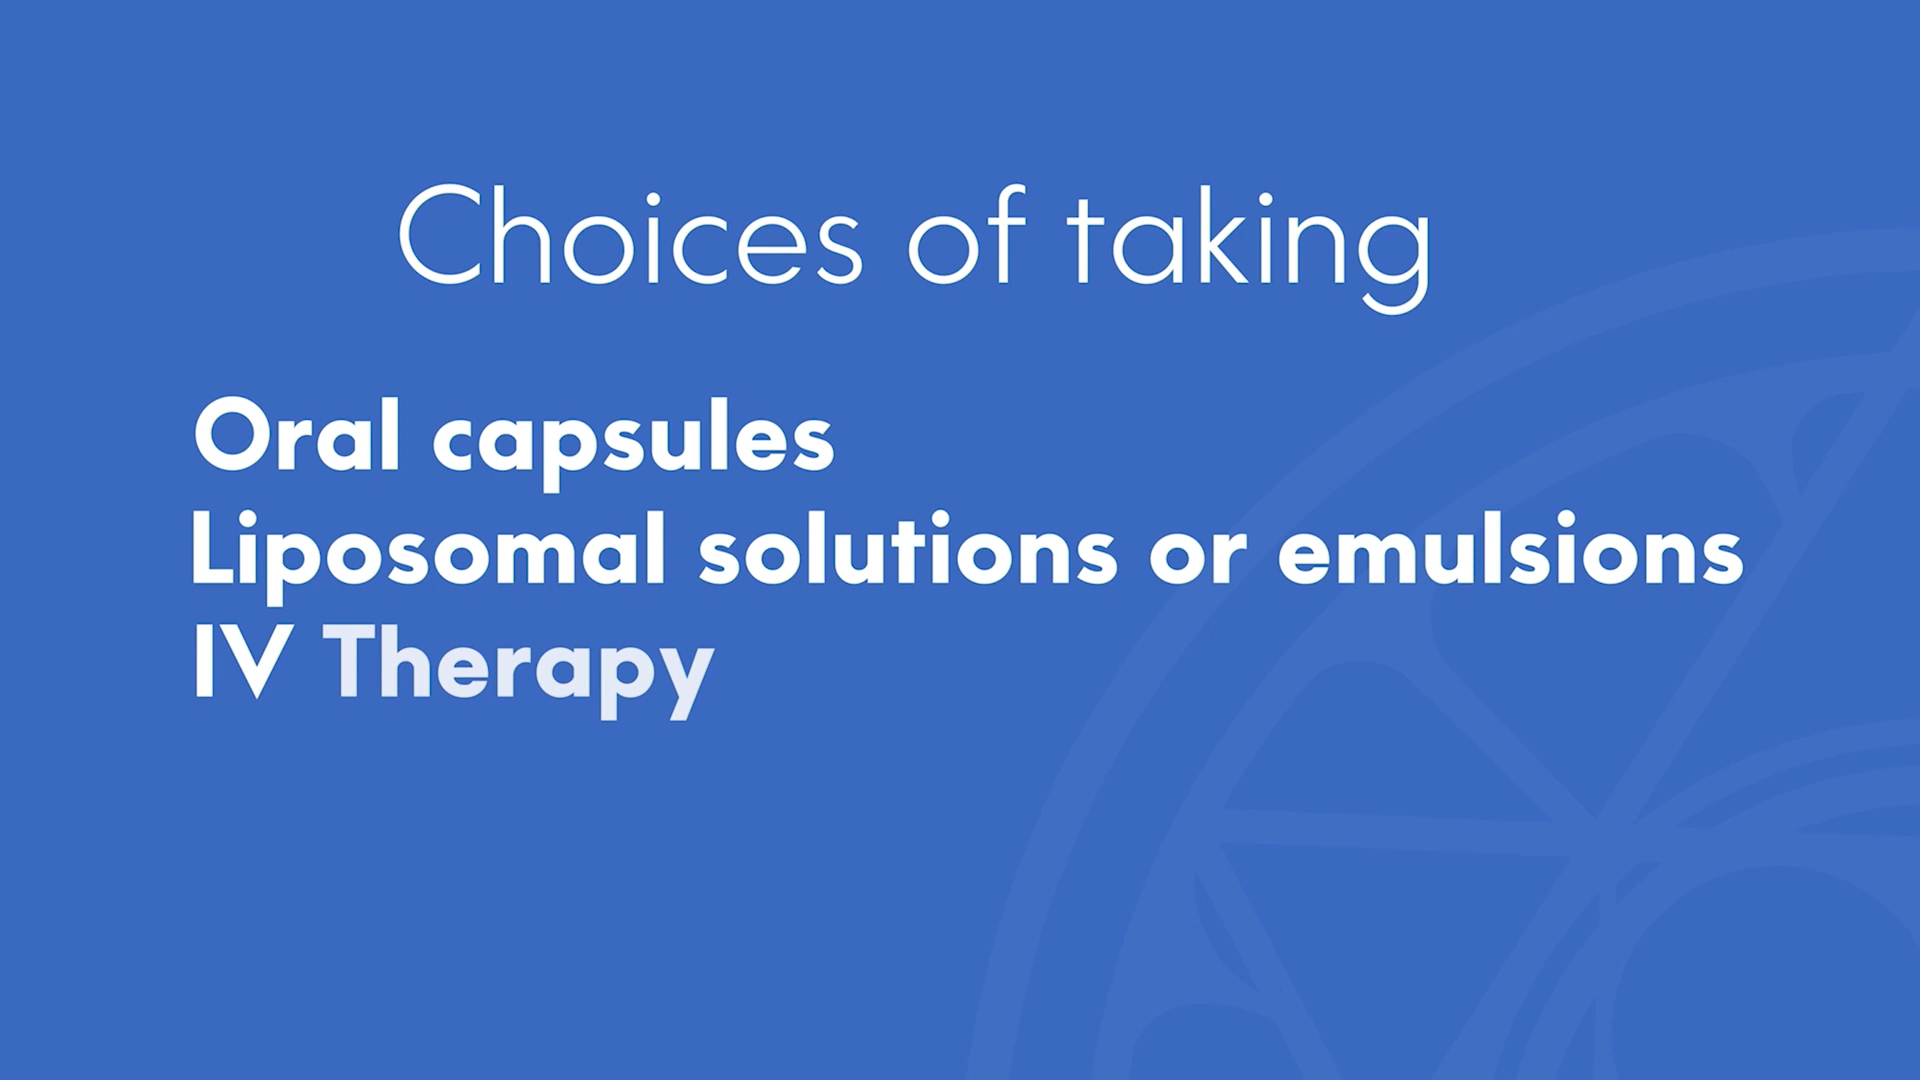 Choices of taking
Oral capsules
Liposomal solutions or emulsions
IV Therapy